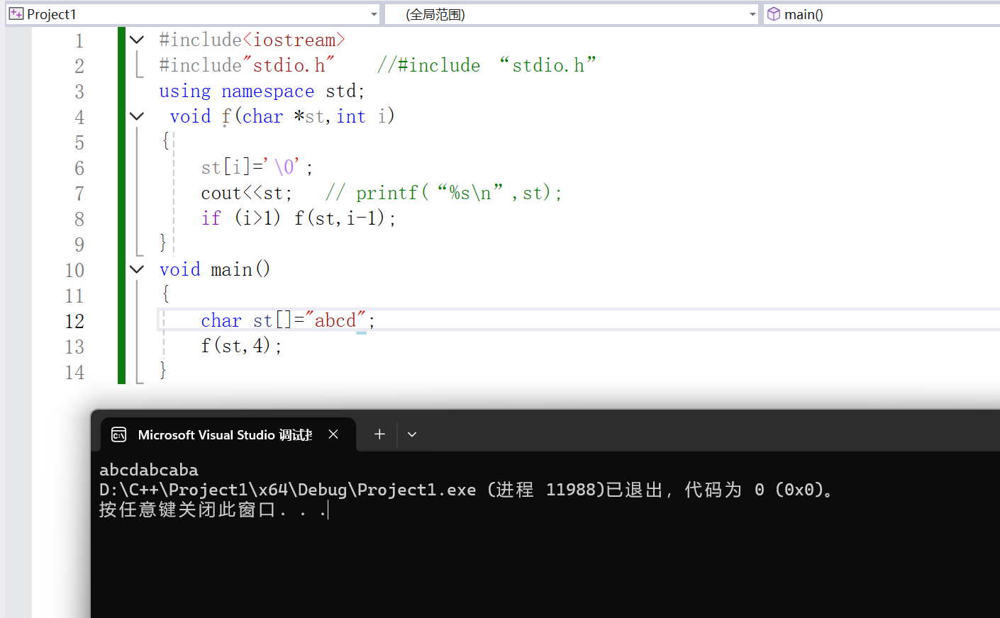 Project1 (全局范围) main()
1 #include<iostream>
2 #include"stdio.h" //#include “stdio.h”
3 using namespace std;
4 void f(char *st,int i)
5 {
6 st[i]='\0';
7 cout<<st; // printf(“%s\n”,st);
8 if (i>1) f(st,i-1);
9 }
10 void main()
11 {
12 char st[]="abcd";
13 f(st,4);
14 }
Microsoft Visual Studio 调试
abcdabcaba
D:\C++\Project1\x64\Debug\Project1.exe (进程 11988)已退出，代码为 0 (0x0)。
按任意键关闭此窗口. . .